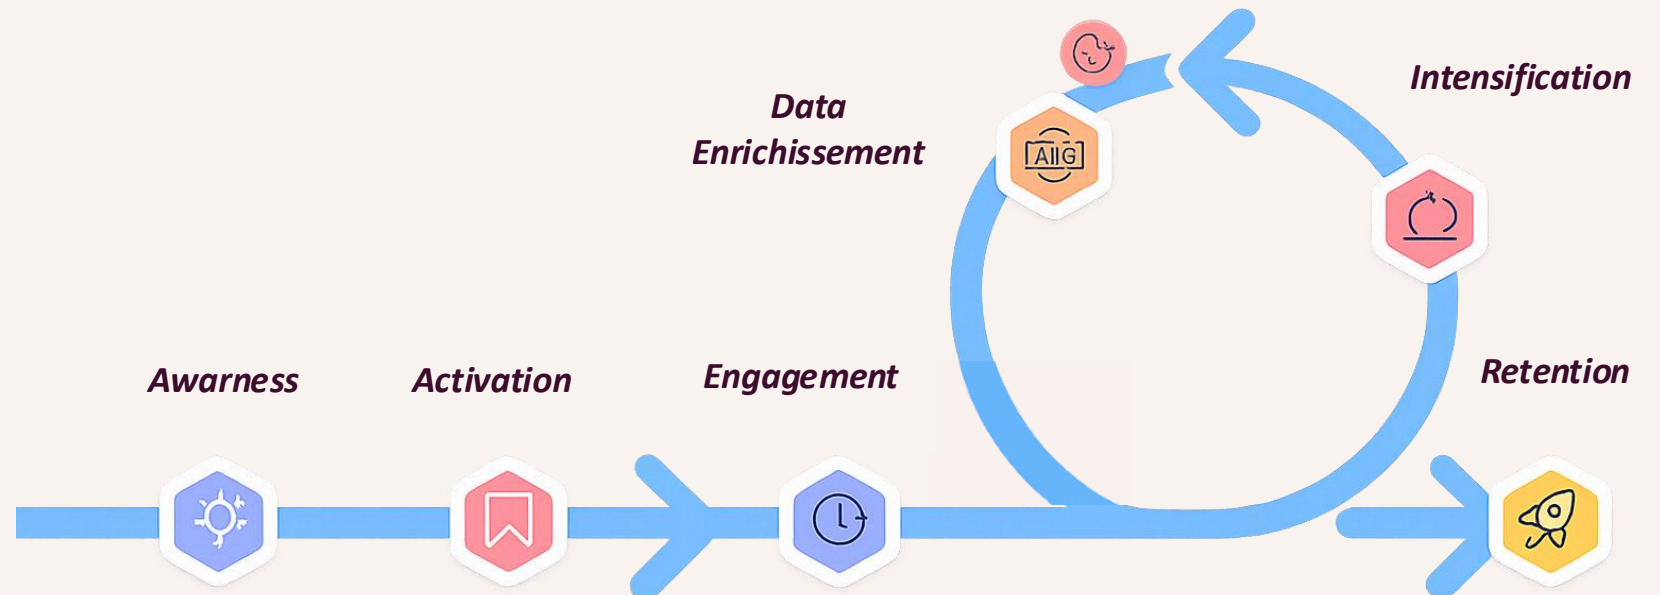 Intensification
Data
Enrichissement
AIIG
Awarness
Activation
Engagement
Retention